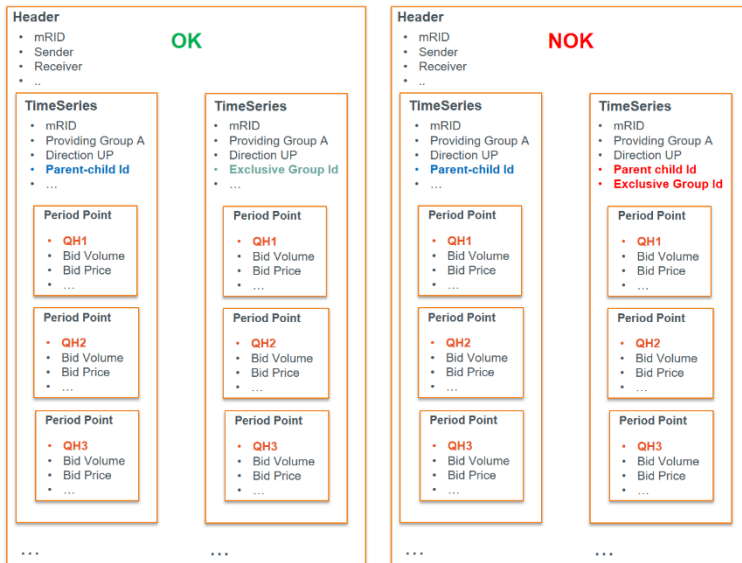 Header
OK
• mRID
• Sender
• Receiver
• ..
TimeSeries
• mRID
• Providing Group A
• Direction UP
• Parent-child Id
• …
Period Point
• QH1
• Bid Volume
• Bid Price
• …
Period Point
• QH2
• Bid Volume
• Bid Price
• …
Period Point
• QH3
• Bid Volume
• Bid Price
• …
…
TimeSeries
• mRID
• Providing Group A
• Direction UP
• Exclusive Group Id
• …
Period Point
• QH1
• Bid Volume
• Bid Price
• …
Period Point
• QH2
• Bid Volume
• Bid Price
• …
Period Point
• QH3
• Bid Volume
• Bid Price
• …
…
Header
NOK
• mRID
• Sender
• Receiver
• ..
TimeSeries
• mRID
• Providing Group A
• Direction UP
• Parent-child Id
• …
Period Point
• QH1
• Bid Volume
• Bid Price
• …
Period Point
• QH2
• Bid Volume
• Bid Price
• …
Period Point
• QH3
• Bid Volume
• Bid Price
• …
…
TimeSeries
• mRID
• Providing Group A
• Direction UP
• Parent child Id
• Exclusive Group Id
Period Point
• QH1
• Bid Volume
• Bid Price
• …
Period Point
• QH2
• Bid Volume
• Bid Price
• …
Period Point
• QH3
• Bid Volume
• Bid Price
• …
…